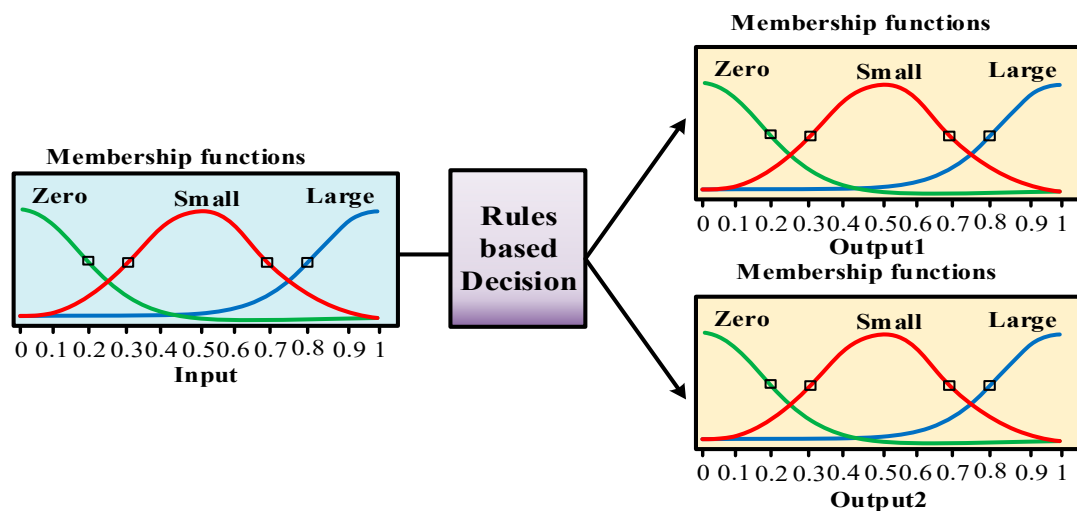 Membership functions
Zero Small Large
0 0.1 0.2 0.3 0.4 0.5 0.6 0.7 0.8 0.9 1
Input
Rules
based
Decision
Membership functions
Zero Small Large
0 0.1 0.2 0.3 0.4 0.5 0.6 0.7 0.8 0.9 1
Output1
Membership functions
Zero Small Large
0 0.1 0.2 0.3 0.4 0.5 0.6 0.7 0.8 0.9 1
Output2